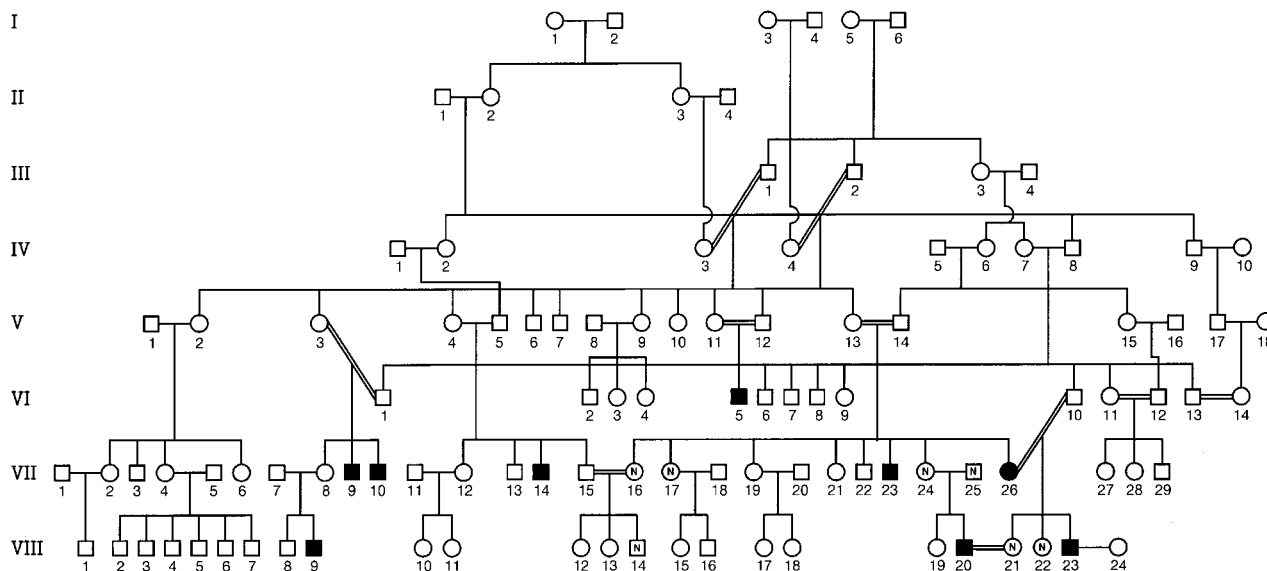 I
1 2 3 4 5 6
II
1 2 3 4
III
1 2 3 4
IV
1 2 3 4 5 6 7 8 9 10
V
1 2 3 4 5 6 7 8 9 10 11 12 13 14 15 16 17 18
VI
1 2 3 4 5 6 7 8 9 10 11 12 13 14
VII
N N N N N
1 2 3 4 5 6 7 8 9 10 11 12 13 14 15 16 17 18 19 20 21 22 23 24 25 26 27 28 29
VIII
N N N
1 2 3 4 5 6 7 8 9 10 11 12 13 14 15 16 17 18 19 20 21 22 23 24